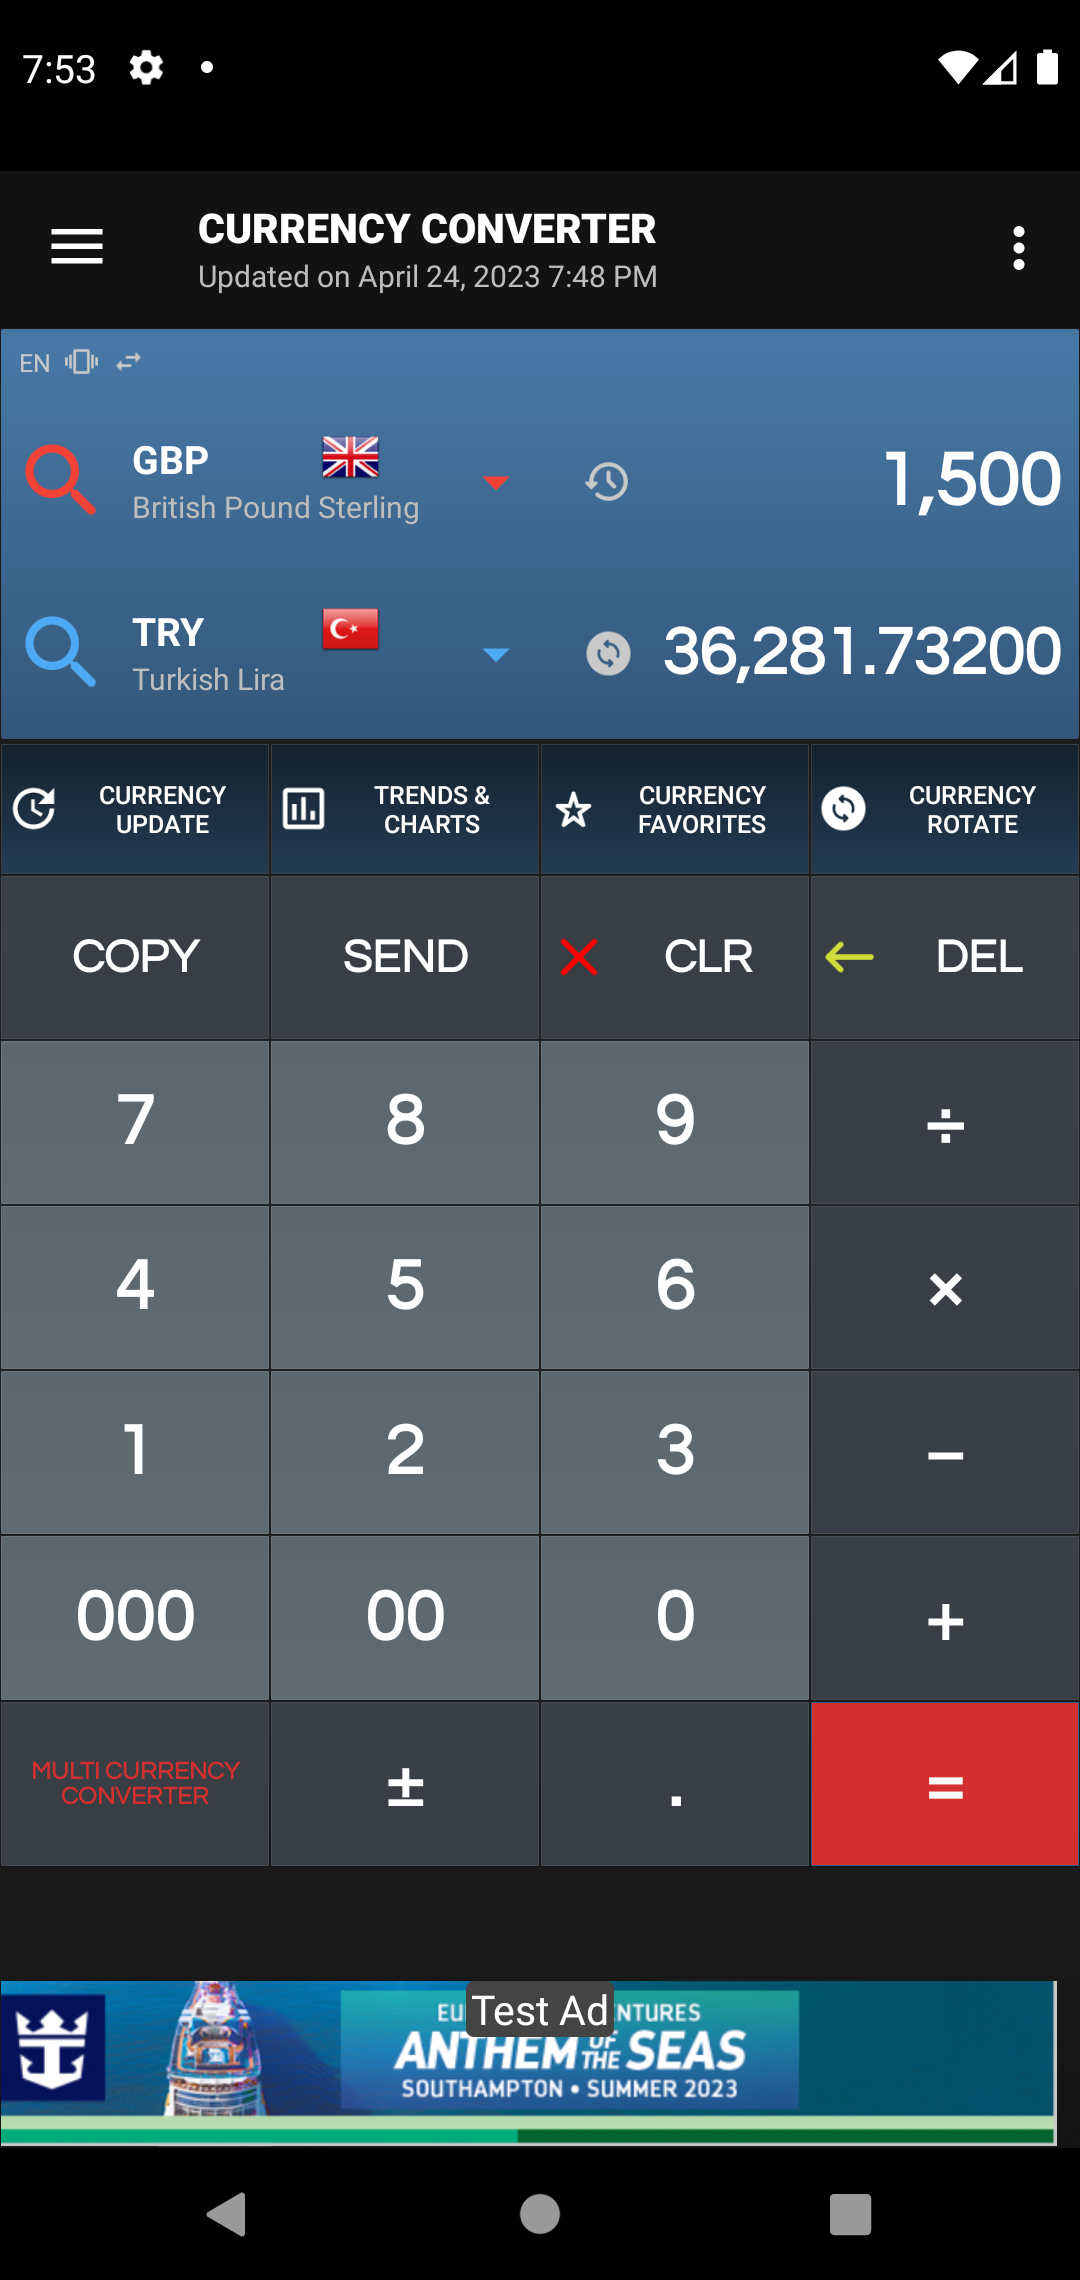 7:53
CURRENCY CONVERTER
Updated on April 24, 2023 7:48 PM
EN
GBP
British Pound Sterling
1,500
TRY
Turkish Lira
36,281.73200
CURRENCY UPDATE
TRENDS & CHARTS
CURRENCY FAVORITES
CURRENCY ROTATE
COPY
SEND
CLR
DEL
7
8
9
÷
4
5
6
×
1
2
3
−
000
00
0
+
MULTI CURRENCY CONVERTER
±
.
=
Test Ad
ANTHEM OF THE SEAS
SOUTHAMPTON • SUMMER 2023